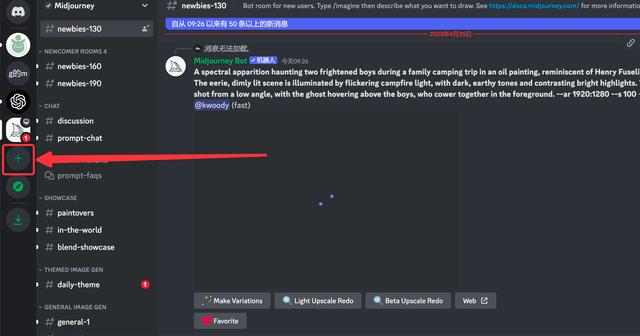 Midjourney
newbies-130
NEWCOMER ROOMS 4
newbies-160
newbies-190
CHAT
discussion
prompt-chat
prompt-faqs
SHOWCASE
paintovers
in-the-world
blend-showcase
THEMED IMAGE GEN
daily-theme 1
GENERAL IMAGE GEN
general-1
1
newbies-130 Bot room for new users. Type /imagine then describe what you want to draw. See https://docs.midjourney.com/ for more information
自从 09:26 以来有 50 条以上的新消息
2023年4月25日
消息无法加载。
Midjourney Bot 机器人 今天09:26
A spectral apparition haunting two frightened boys during a family camping trip in an oil painting, reminiscent of Henry Fuseli
The eerie, dimly lit scene is illuminated by flickering campfire light, with dark, earthy tones and contrasting bright highlights.
shot from a low angle, with the ghost hovering above the boys, who cower together in the foreground. --ar 1920:1280 --s 100
@kwoody (fast)
Make Variations Light Upscale Redo Beta Upscale Redo Web
Favorite